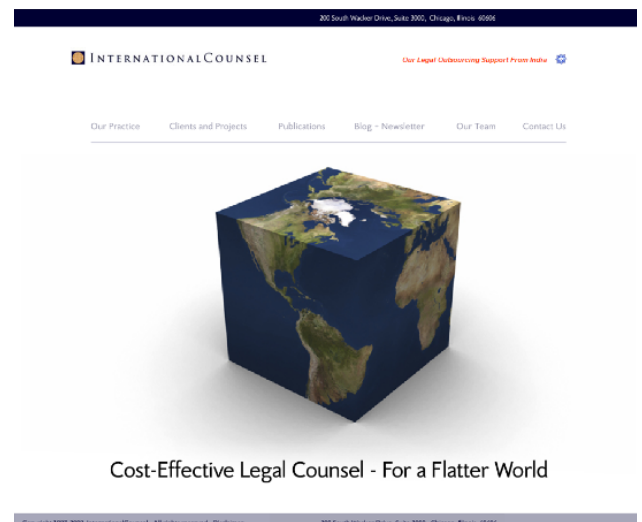 200 South Wacker Drive, Suite 3000, Chicago, Illinois 60606
INTERNATIONALCOUNSEL
Our Legal Outsourcing Support From India
Our Practice Clients and Projects Publications Blog - Newsletter Our Team Contact Us
Cost-Effective Legal Counsel - For a Flatter World